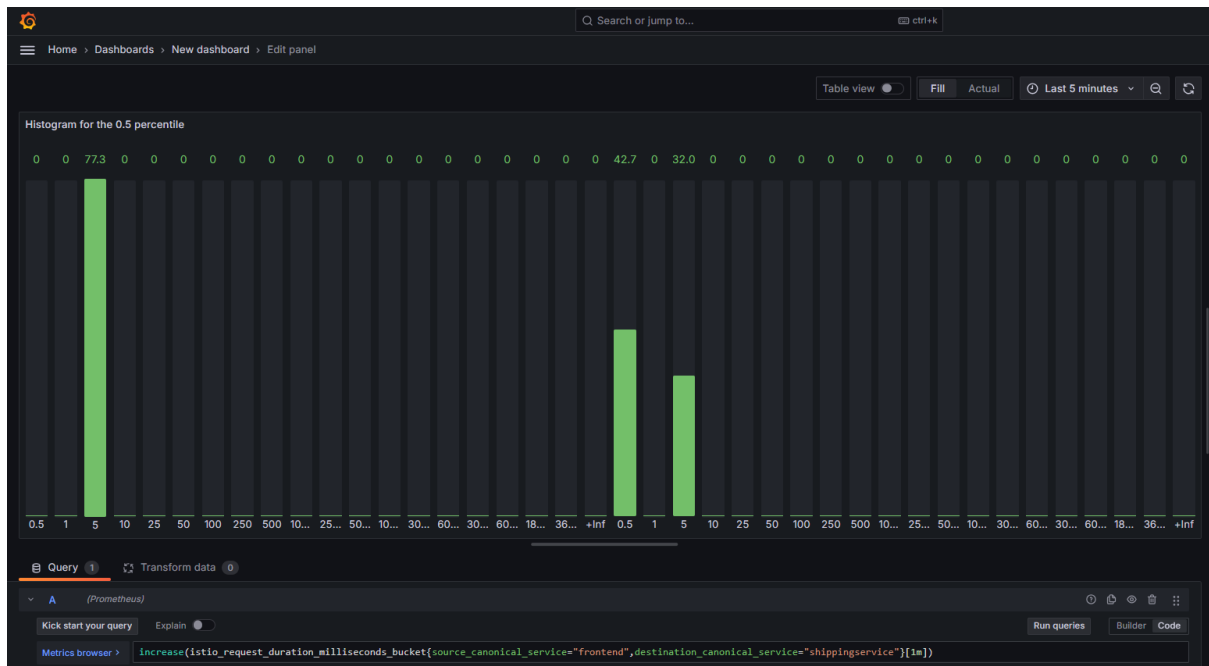 Search or jump to... ctrl+k
Home › Dashboards › New dashboard › Edit panel
Table view Fill Actual Last 5 minutes
Histogram for the 0.5 percentile
0 0 77.3 0 0 0 0 0 0 0 0 0 0 0 0 0 0 0 0 0 42.7 0 32.0 0 0 0 0 0 0 0 0 0 0 0 0 0 0 0 0 0
0.5 1 5 10 25 50 100 250 500 10... 25... 50... 10... 30... 60... 30... 60... 18... 36... +Inf 0.5 1 5 10 25 50 100 250 500 10... 25... 50... 10... 30... 60... 30... 60... 18... 36... +Inf
Query 1 Transform data 0
A (Prometheus)
Kick start your query Explain Run queries Builder Code
Metrics browser > increase(istio_request_duration_milliseconds_bucket{source_canonical_service="frontend",destination_canonical_service="shippingservice"}[1m])